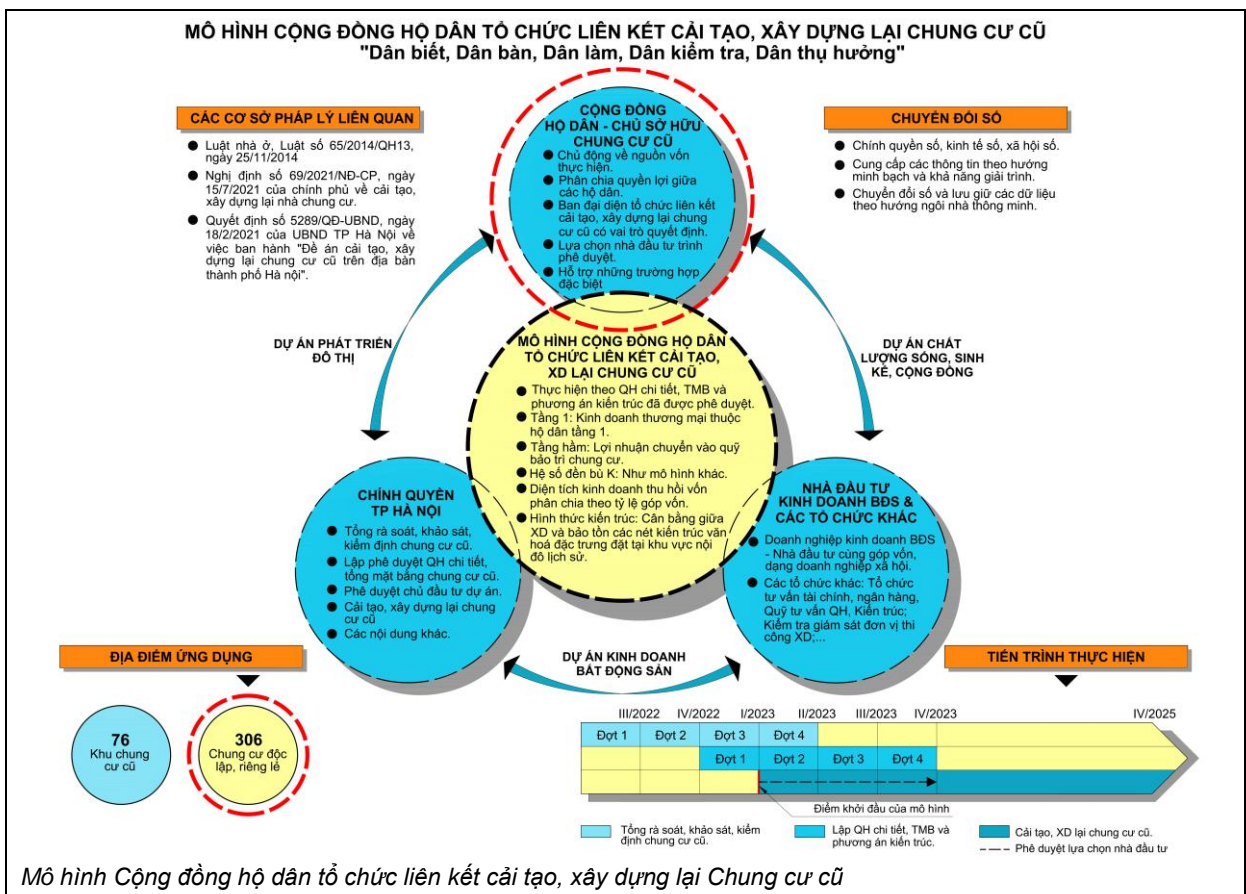 MÔ HÌNH CỘNG ĐỒNG HỘ DÂN TỔ CHỨC LIÊN KẾT CẢI TẠO, XÂY DỰNG LẠI CHUNG CƯ CŨ
"Dân biết, Dân bàn, Dân làm, Dân kiểm tra, Dân thụ hưởng"
CÁC CƠ SỞ PHÁP LÝ LIÊN QUAN
● Luật nhà ở, Luật số 65/2014/QH13,
ngày 25/11/2014
● Nghị định số 69/2021/NĐ-CP, ngày
15/7/2021 của chính phủ về cải tạo,
xây dựng lại nhà chung cư.
● Quyết định số 5289/QĐ-UBND, ngày
18/2/2021 của UBND TP Hà Nội về
việc ban hành "Đề án cải tạo, xây
dựng lại chung cư cũ trên địa bàn
thành phố Hà nội".
CỘNG ĐỒNG
HỘ DÂN - CHỦ SỞ HỮU
CHUNG CƯ CŨ
● Chủ động về nguồn vốn
thực hiện.
● Phân chia quyền lợi giữa
các hộ dân.
● Ban đại diện tổ chức liên kết
cải tạo, xây dựng lại chung
cư cũ có vai trò quyết định.
● Lựa chọn nhà đầu tư trình
phê duyệt.
● Hỗ trợ những trường hợp
đặc biệt
CHUYỂN ĐỔI SỐ
● Chính quyền số, kinh tế số, xã hội số.
● Cung cấp các thông tin theo hướng
minh bạch và khả năng giải trình.
● Chuyển đổi số và lưu giữ các dữ liệu
theo hướng ngôi nhà thông minh.
DỰ ÁN PHÁT TRIỂN
ĐÔ THỊ
DỰ ÁN CHẤT
LƯỢNG SỐNG, SINH
KẾ, CỘNG ĐỒNG
MÔ HÌNH CỘNG ĐỒNG HỘ DÂN
TỔ CHỨC LIÊN KẾT CẢI TẠO,
XD LẠI CHUNG CƯ CŨ
● Thực hiện theo QH chi tiết, TMB và
phương án kiến trúc đã được phê duyệt.
● Tầng 1: Kinh doanh thương mại thuộc
hộ dân tầng 1.
● Tầng hầm: Lợi nhuận chuyển vào quỹ
bảo trì chung cư.
● Hệ số đền bù K: Như mô hình khác.
● Diện tích kinh doanh thu hồi vốn
phân chia theo tỷ lệ góp vốn.
● Hình thức kiến trúc: Cân bằng giữa
XD và bảo tồn các nét kiến trúc văn
hoá đặc trưng đặt tại khu vực nội
đô lịch sử.
CHÍNH QUYỀN
TP HÀ NỘI
● Tổng rà soát, khảo sát,
kiểm định chung cư cũ.
● Lập phê duyệt QH chi tiết,
tổng mặt bằng chung cư cũ.
● Phê duyệt chủ đầu tư dự án.
● Cải tạo, xây dựng lại chung
cư cũ
● Các nội dung khác.
NHÀ ĐẦU TƯ
KINH DOANH BĐS &
CÁC TỔ CHỨC KHÁC
● Doanh nghiệp kinh doanh BĐS
- Nhà đầu tư cùng góp vốn,
dạng doanh nghiệp xã hội.
● Các tổ chức khác: Tổ chức
tư vấn tài chính, ngân hàng,
Quỹ tư vấn QH, Kiến trúc;
Kiểm tra giám sát đơn vị thi
công XD;...
DỰ ÁN KINH DOANH
BẤT ĐỘNG SẢN
ĐỊA ĐIỂM ỨNG DỤNG
76
Khu chung
cư cũ
306
Chung cư độc
lập, riêng lẻ
TIẾN TRÌNH THỰC HIỆN
III/2022 IV/2022 I/2023 II/2023 III/2023 IV/2023 IV/2025
Đợt 1 Đợt 2 Đợt 3 Đợt 4
Đợt 1 Đợt 2 Đợt 3 Đợt 4
Điểm khởi đầu của mô hình
Tổng rà soát, khảo sát, kiểm
định chung cư cũ.
Lập QH chi tiết, TMB và
phương án kiến trúc.
Cải tạo, XD lại chung cư cũ.
Phê duyệt lựa chọn nhà đầu tư
Mô hình Cộng đồng hộ dân tổ chức liên kết cải tạo, xây dựng lại Chung cư cũ